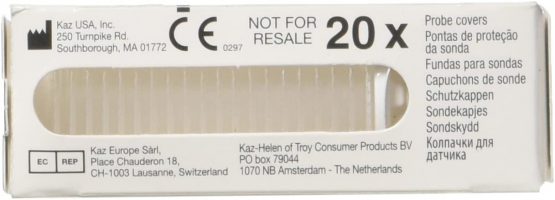 Kaz USA, Inc.
250 Turnpike Rd.
Southborough, MA 01772
CE 0297
NOT FOR
RESALE
20 x
Probe covers
Pontas de proteção
da sonda
Fundas para sondas
Capuchons de sonde
Schutzkappen
Sondekapjes
Sondskydd
Колпачки для
датчика
EC REP
Kaz Europe Sàrl,
Place Chauderon 18,
CH-1003 Lausanne, Switzerland
Kaz-Helen of Troy Consumer Products BV
PO box 79044
1070 NB Amsterdam - The Netherlands